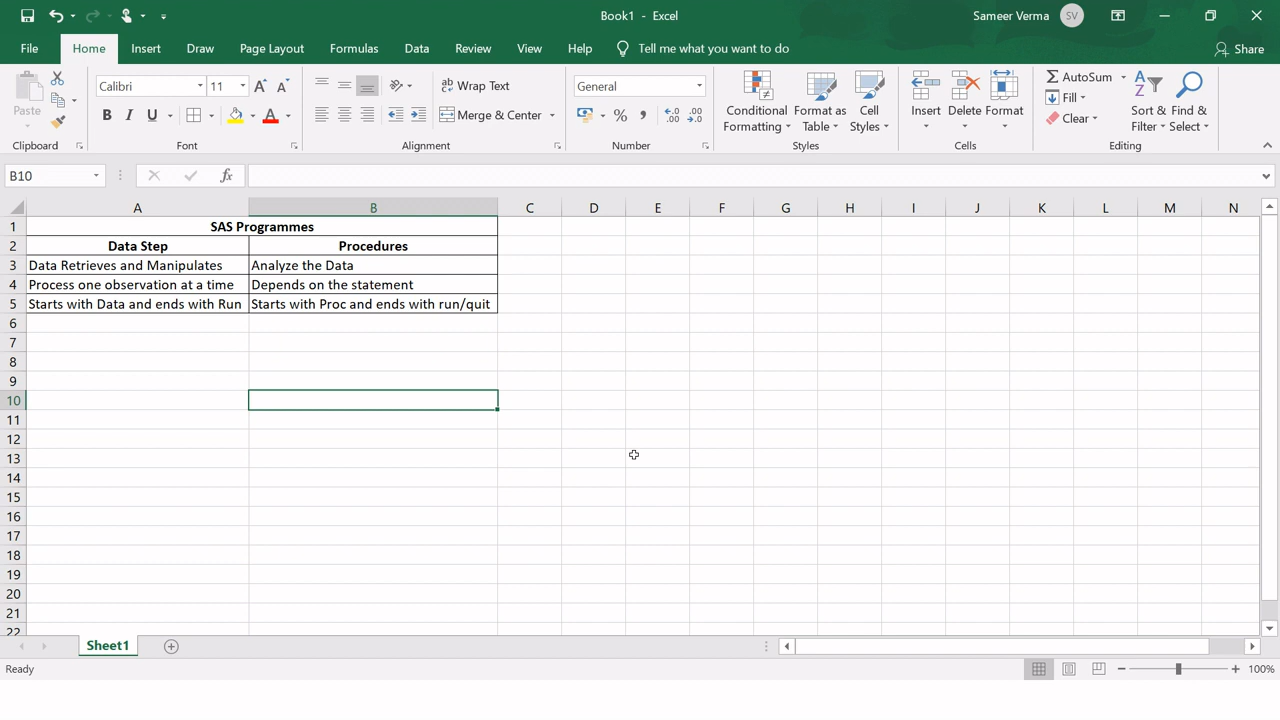 Book1 - Excel
Sameer Verma SV
File Home Insert Draw Page Layout Formulas Data Review View Help Tell me what you want to do Share
Paste
Calibri 11
B I U
Wrap Text
Merge & Center
General
Conditional Formatting
Format as Table
Cell Styles
Insert Delete Format
AutoSum
Fill
Clear
Sort & Filter
Find & Select
Clipboard Font Alignment Number Styles Cells Editing
B10 fx
A B C D E F G H I J K L M N
1 SAS Programmes
2 Data Step Procedures
3 Data Retrieves and Manipulates Analyze the Data
4 Process one observation at a time Depends on the statement
5 Starts with Data and ends with Run Starts with Proc and ends with run/quit
6
7
8
9
10
11
12
13
14
15
16
17
18
19
20
21
22
Sheet1
Ready 100%